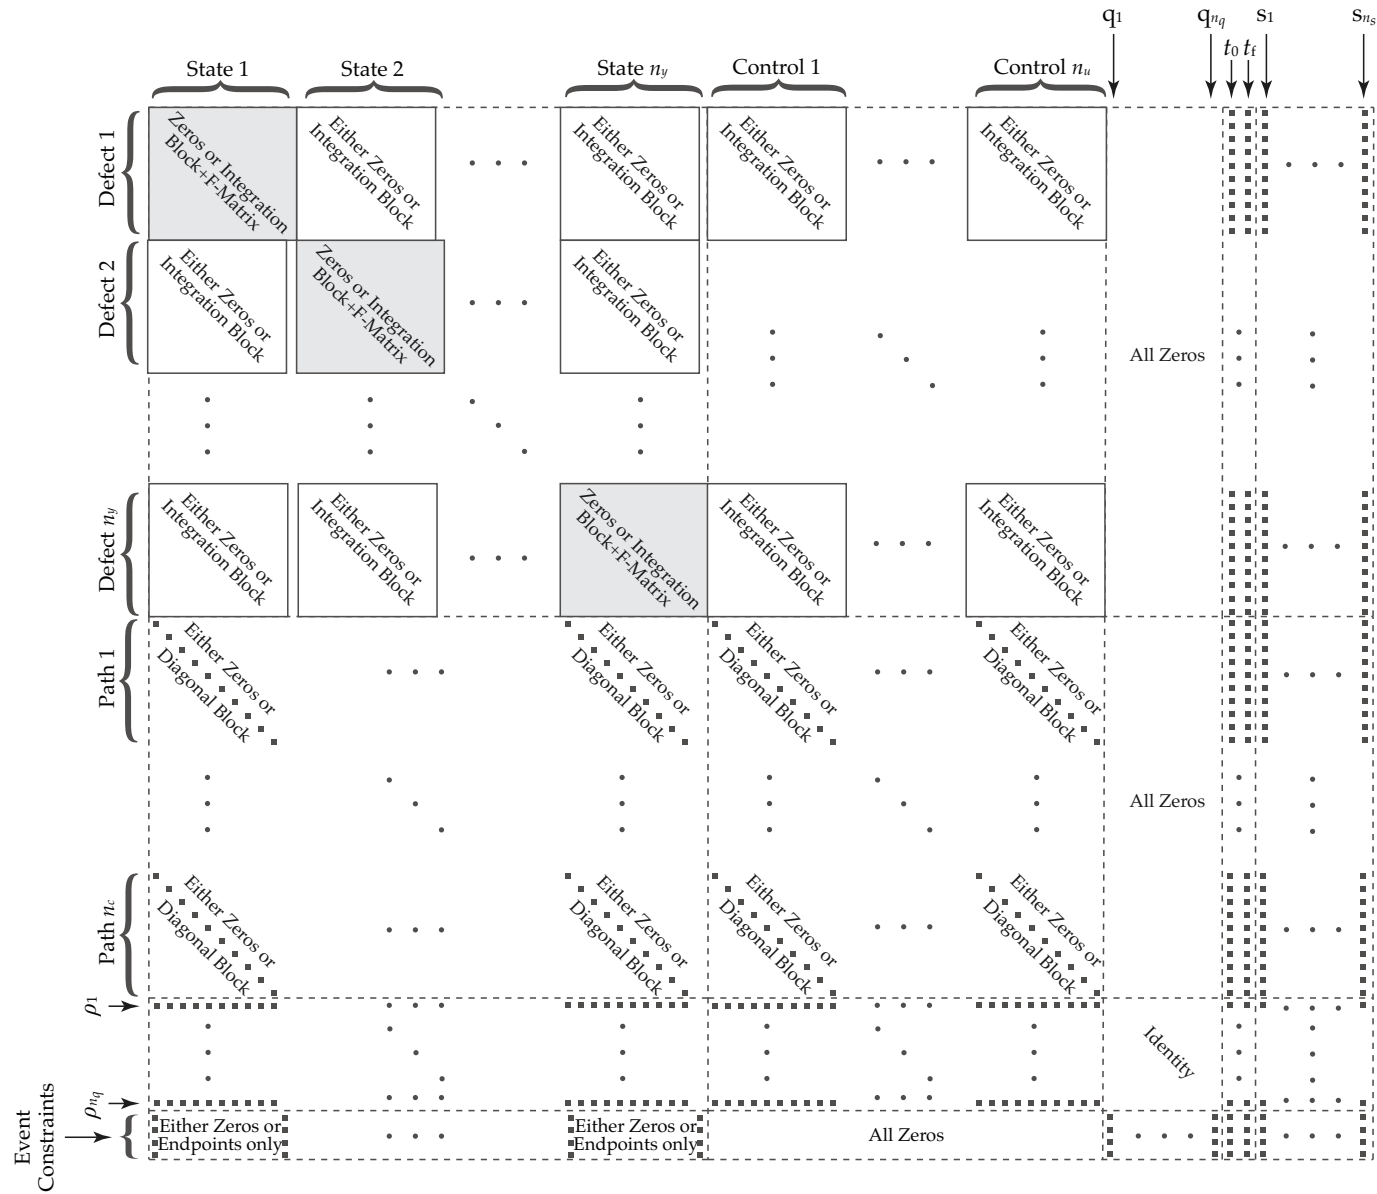 q1
qnq
s1
sns
t0 tf
State 1
State 2
State ny
Control 1
Control nu
Defect 1
Zeros or Integration
Block+F-Matrix
Either Zeros or
Integration Block
Either Zeros or
Integration Block
Either Zeros or
Integration Block
Either Zeros or
Integration Block
Defect 2
Either Zeros or
Integration Block
Zeros or Integration
Block+F-Matrix
Either Zeros or
Integration Block
All Zeros
Defect ny
Either Zeros or
Integration Block
Either Zeros or
Integration Block
Zeros or Integration
Block+F-Matrix
Either Zeros or
Integration Block
Either Zeros or
Integration Block
Path 1
Either Zeros or
Diagonal Block
Either Zeros or
Diagonal Block
Either Zeros or
Diagonal Block
Either Zeros or
Diagonal Block
All Zeros
Path nc
Either Zeros or
Diagonal Block
Either Zeros or
Diagonal Block
Either Zeros or
Diagonal Block
Either Zeros or
Diagonal Block
ρ1
Identity
ρnq
Event
Constraints
Either Zeros or
Endpoints only
Either Zeros or
Endpoints only
All Zeros